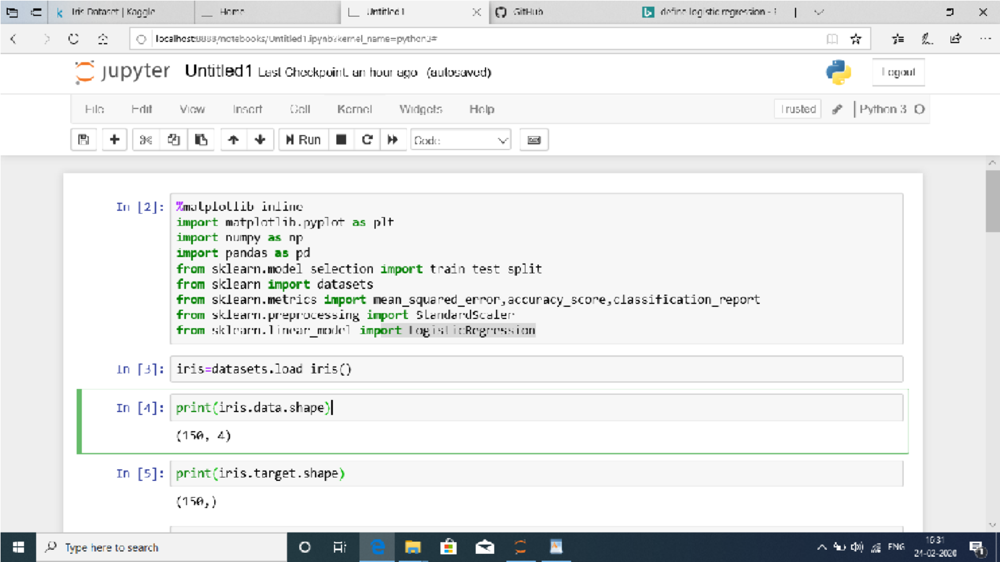 Iris Dataset | Kaggle
Home
Untitled1
GitHub
define logistic regression -
localhost:8888/notebooks/Untitled1.ipynb?kernel_name=python3#
jupyter Untitled1 Last Checkpoint: an hour ago (autosaved)
Logout
File Edit View Insert Cell Kernel Widgets Help
Trusted
Python 3
Run
Code
In [2]: %matplotlib inline
import matplotlib.pyplot as plt
import numpy as np
import pandas as pd
from sklearn.model_selection import train_test_split
from sklearn import datasets
from sklearn.metrics import mean_squared_error,accuracy_score,classification_report
from sklearn.preprocessing import StandardScaler
from sklearn.linear_model import LogisticRegression
In [3]: iris=datasets.load_iris()
In [4]: print(iris.data.shape)
(150, 4)
In [5]: print(iris.target.shape)
(150,)
Type here to search
ENG
16:31
24-02-2020
1